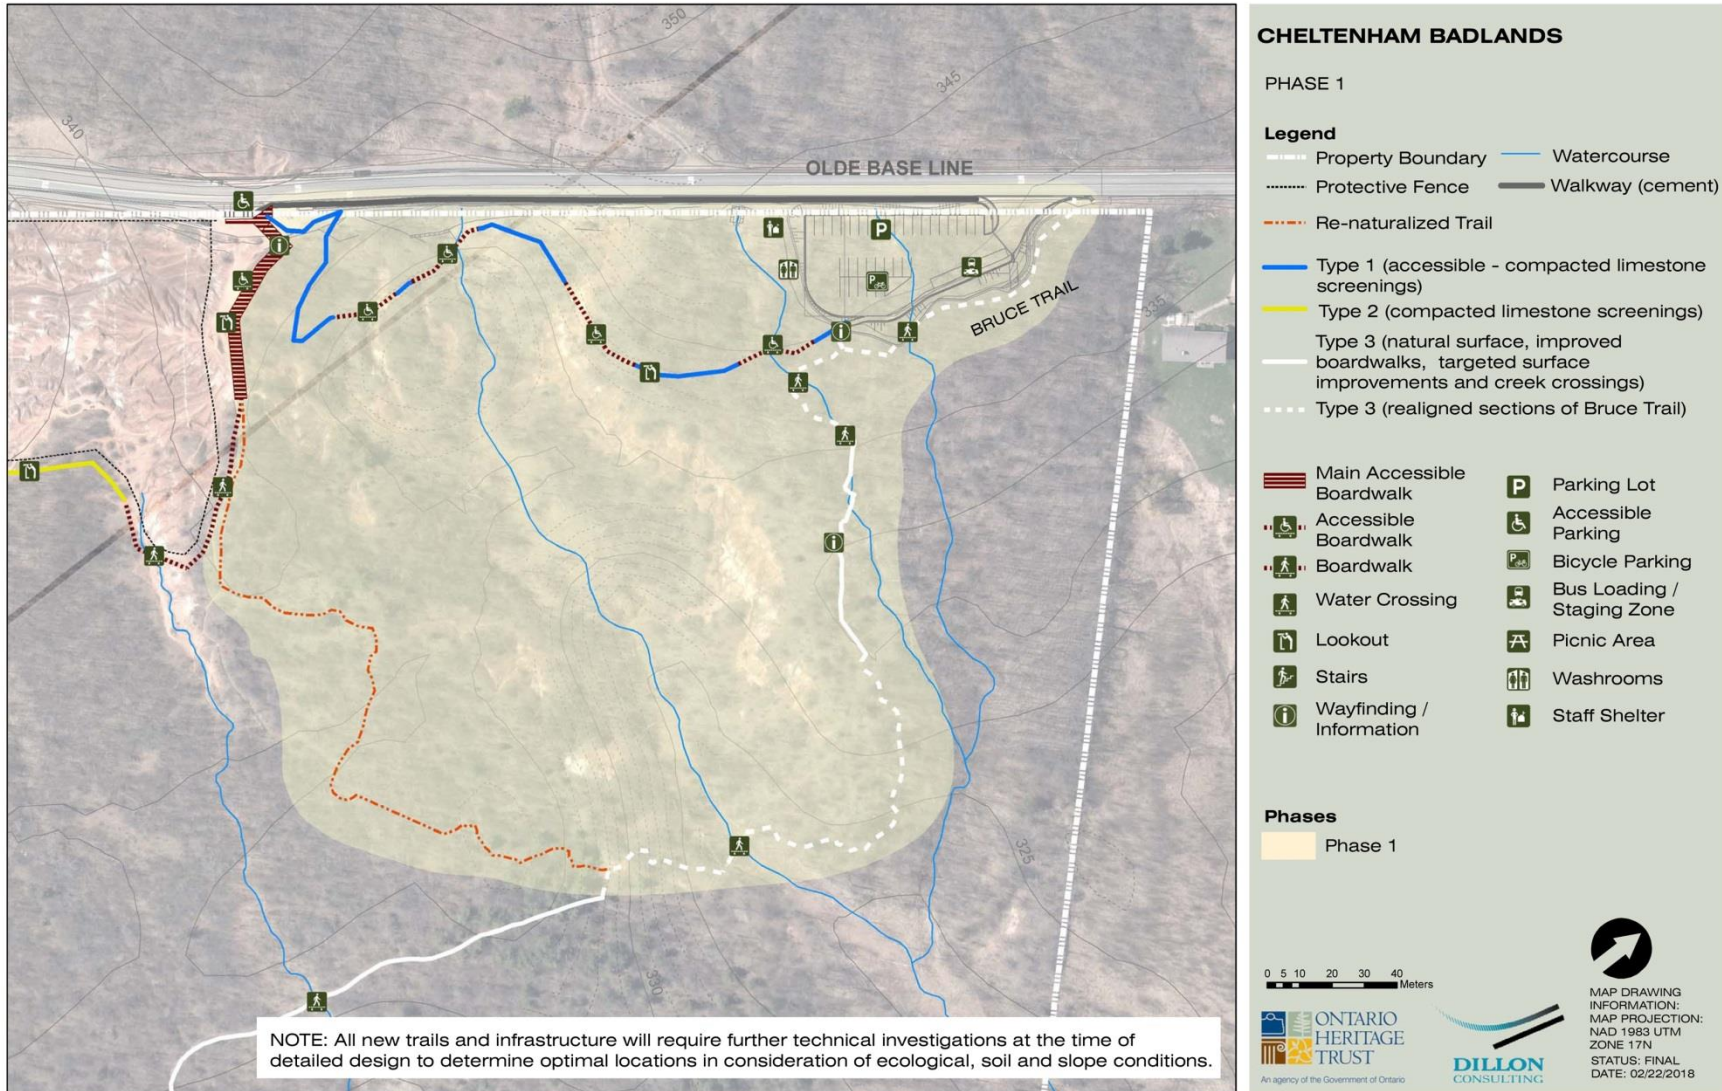 350
345
340
OLDE BASE LINE
P
P
335
BRUCE TRAIL
325
330
NOTE: All new trails and infrastructure will require further technical investigations at the time of
detailed design to determine optimal locations in consideration of ecological, soil and slope conditions.
CHELTENHAM BADLANDS
PHASE 1
Legend
Property Boundary
Watercourse
Protective Fence
Walkway (cement)
Re-naturalized Trail
Type 1 (accessible - compacted limestone
screenings)
Type 2 (compacted limestone screenings)
Type 3 (natural surface, improved
boardwalks, targeted surface
improvements and creek crossings)
Type 3 (realigned sections of Bruce Trail)
Main Accessible
Boardwalk
Accessible
Boardwalk
Boardwalk
Water Crossing
Lookout
Stairs
Wayfinding /
Information
P Parking Lot
Accessible
Parking
P Bicycle Parking
Bus Loading /
Staging Zone
Picnic Area
Washrooms
Staff Shelter
Phases
Phase 1
0 5 10 20 30 40
Meters
ONTARIO
HERITAGE
TRUST
An agency of the Government of Ontario
DILLON
CONSULTING
MAP DRAWING
INFORMATION:
MAP PROJECTION:
NAD 1983 UTM
ZONE 17N
STATUS: FINAL
DATE: 02/22/2018